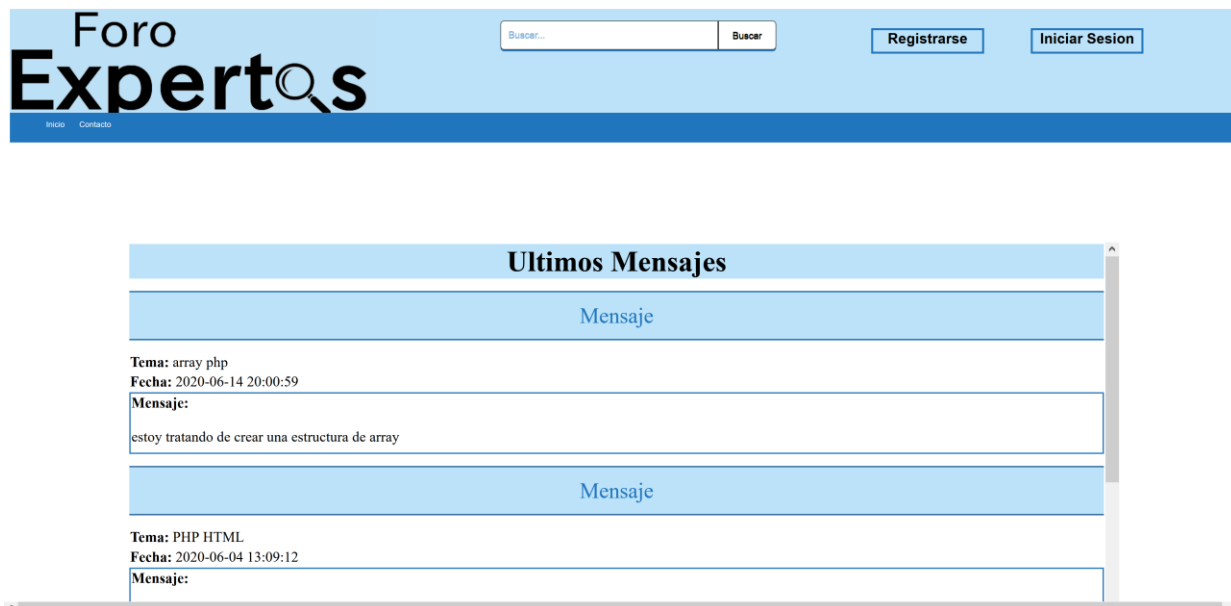 Foro
Expertos
Buscar...
Buscar
Registrarse
Iniciar Sesion
Inicio
Contacto
Ultimos Mensajes
Mensaje
Tema: array php
Fecha: 2020-06-14 20:00:59
Mensaje:
estoy tratando de crear una estructura de array
Mensaje
Tema: PHP HTML
Fecha: 2020-06-04 13:09:12
Mensaje: